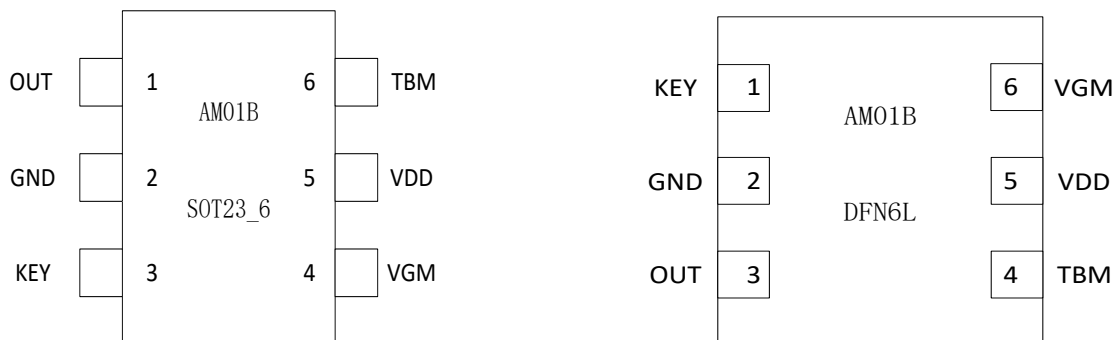 OUT 1 6 TBM
AM01B
GND 2 5 VDD
SOT23_6
KEY 3 4 VGM
KEY 1 6 VGM
AM01B
GND 2 5 VDD
DFN6L
OUT 3 4 TBM